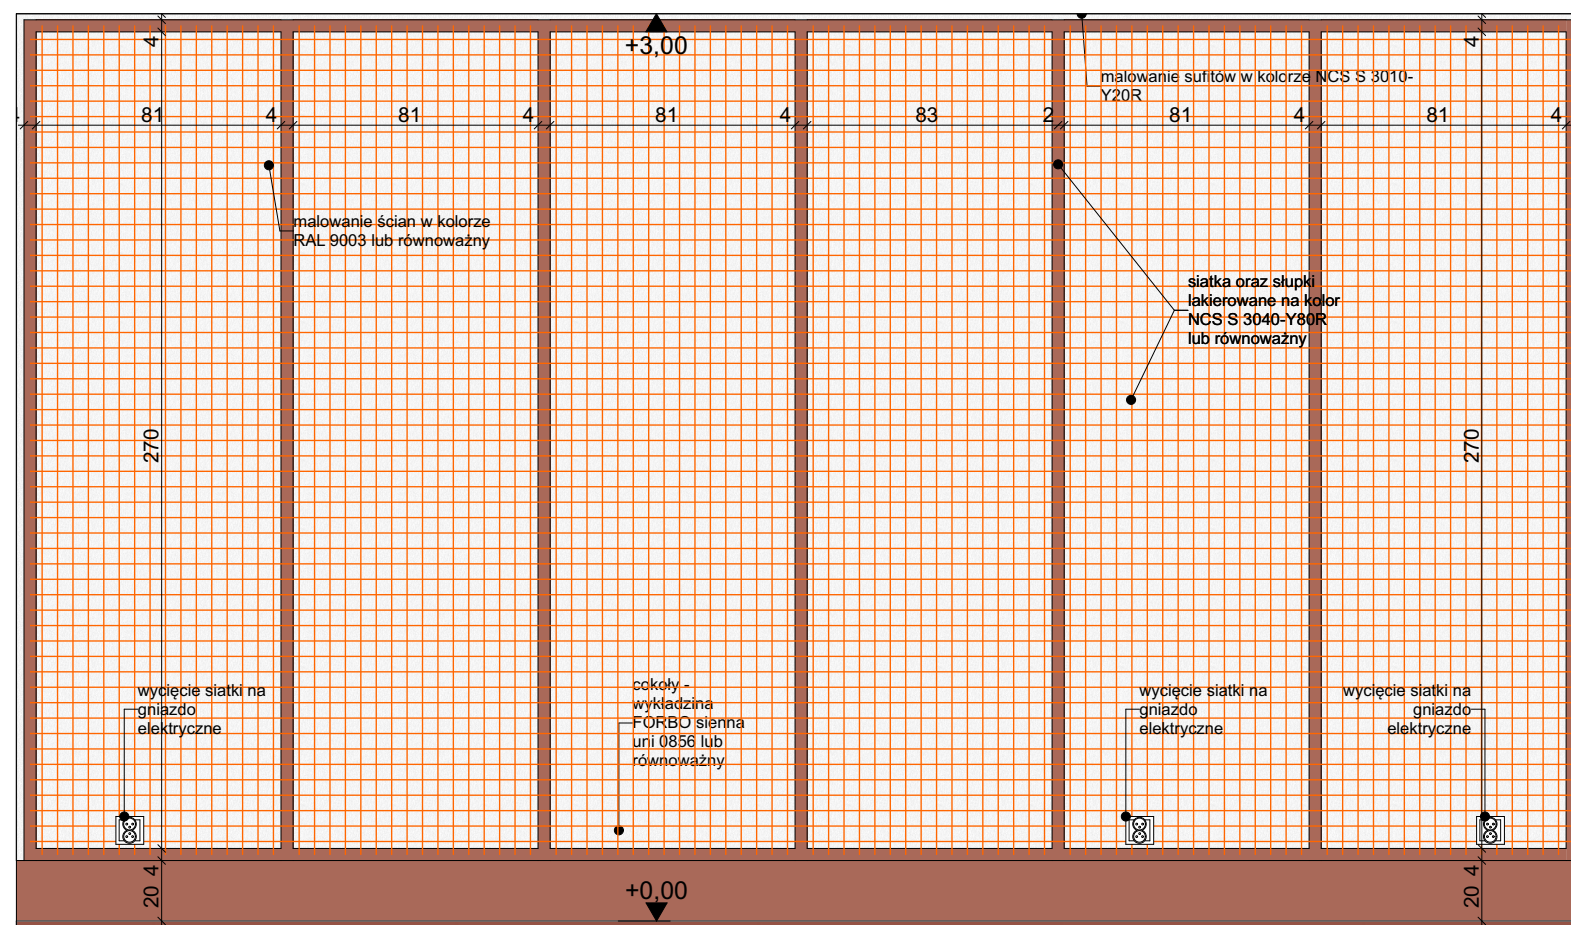 +3,00
4
4
malowanie sufitów w kolorze NCS S 3010-
Y20R
81 4 81 4 81 4 83 2 81 4 81 4
malowanie ścian w kolorze
RAL 9003 lub równoważny
siatka oraz słupki
lakierowane na kolor
NCS S 3040-Y80R
lub równoważny
270
270
wycięcie siatki na
gniazdo
elektryczne
cokoły -
wykładzina
FORBO sienna
uni 0856 lub
równoważny
wycięcie siatki na
gniazdo
elektryczne
wycięcie siatki na
gniazdo
elektryczne
20 4
+0,00
20 4